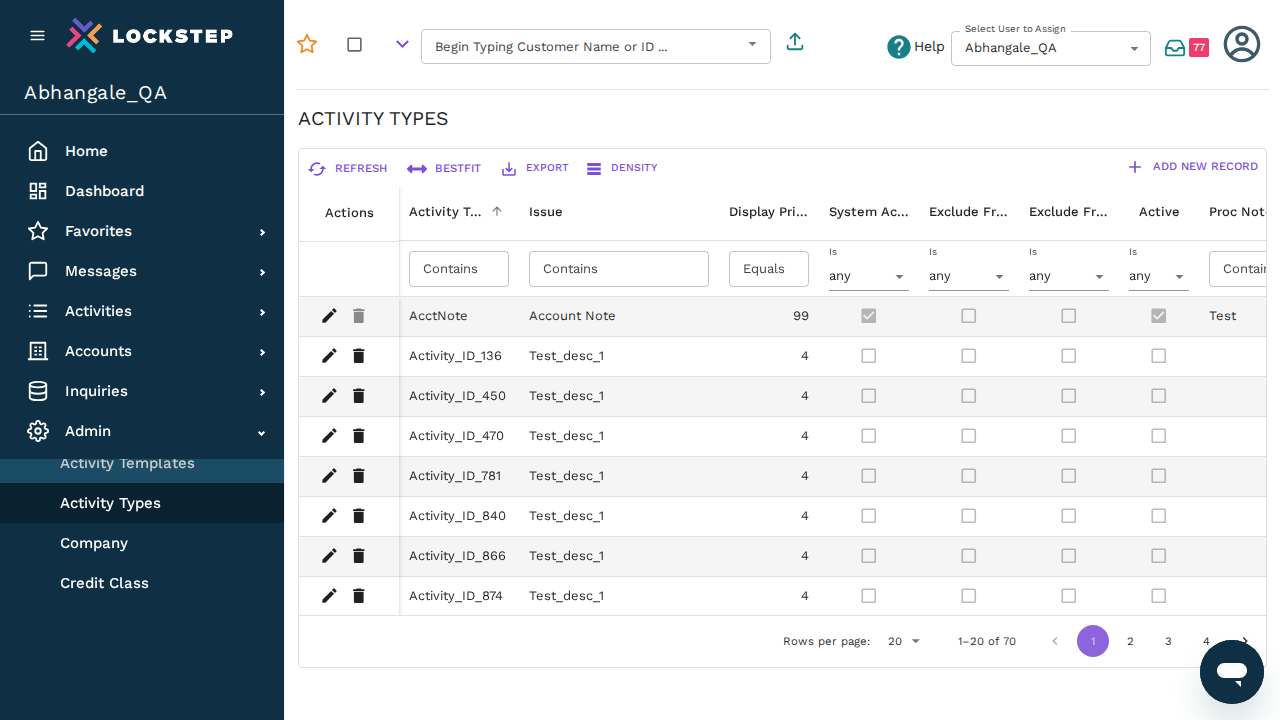 LOCKSTEP
Begin Typing Customer Name or ID ...
Help
Select User to Assign
Abhangale_QA
77
Abhangale_QA
Home
Dashboard
Favorites
Messages
Activities
Accounts
Inquiries
Admin
Activity Templates
Activity Types
Company
Credit Class
ACTIVITY TYPES
REFRESH BESTFIT EXPORT DENSITY ADD NEW RECORD
Actions Activity T... Issue Display Pri... System Ac... Exclude Fr... Exclude Fr... Active Proc Note
Contains Contains Equals Is any Is any Is any Is any Contain
AcctNote Account Note 99 Test
Activity_ID_136 Test_desc_1 4
Activity_ID_450 Test_desc_1 4
Activity_ID_470 Test_desc_1 4
Activity_ID_781 Test_desc_1 4
Activity_ID_840 Test_desc_1 4
Activity_ID_866 Test_desc_1 4
Activity_ID_874 Test_desc_1 4
Rows per page: 20 1–20 of 70 1 2 3 4